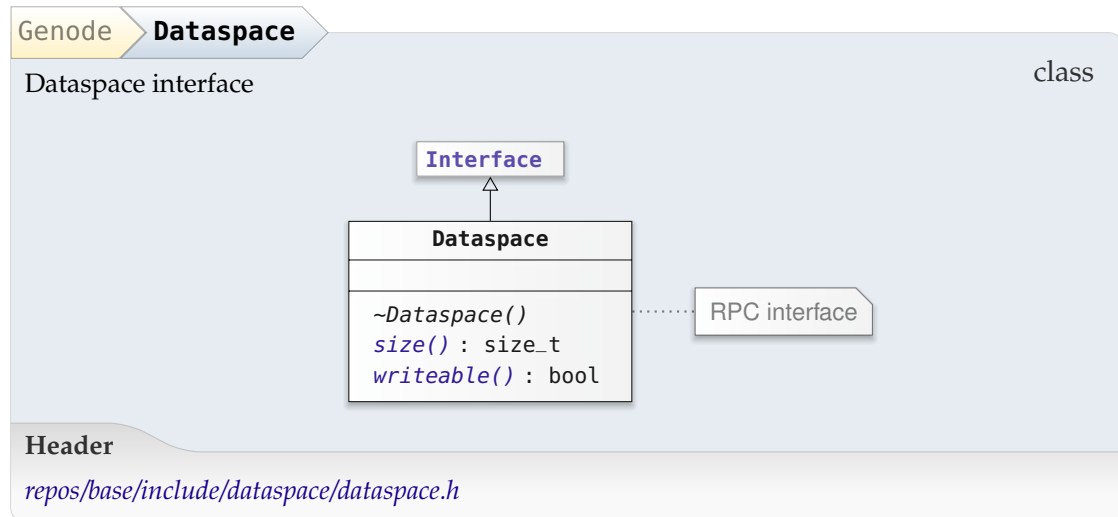 Genode Dataspace
class
Dataspace interface
Interface
Dataspace
~Dataspace()
size() : size_t
writeable() : bool
RPC interface
Header
repos/base/include/dataspace/dataspace.h